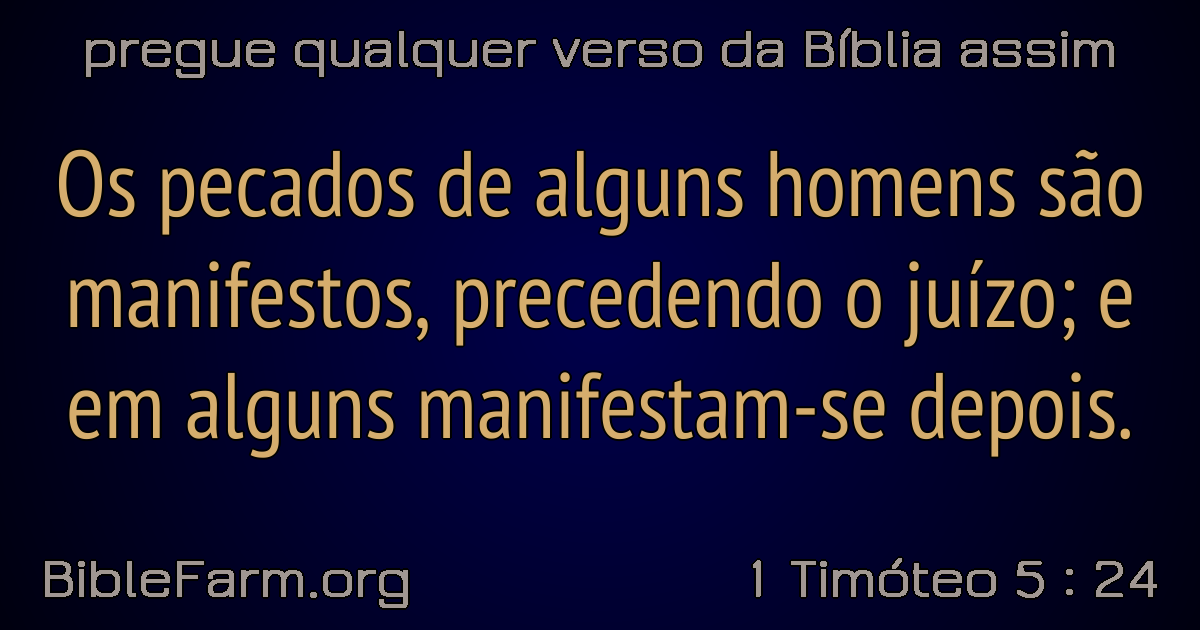 pregue qualquer verso da Bíblia assim
Os pecados de alguns homens são
manifestos, precedendo o juízo; e
em alguns manifestam-se depois.
BibleFarm.org
1 Timóteo 5 : 24